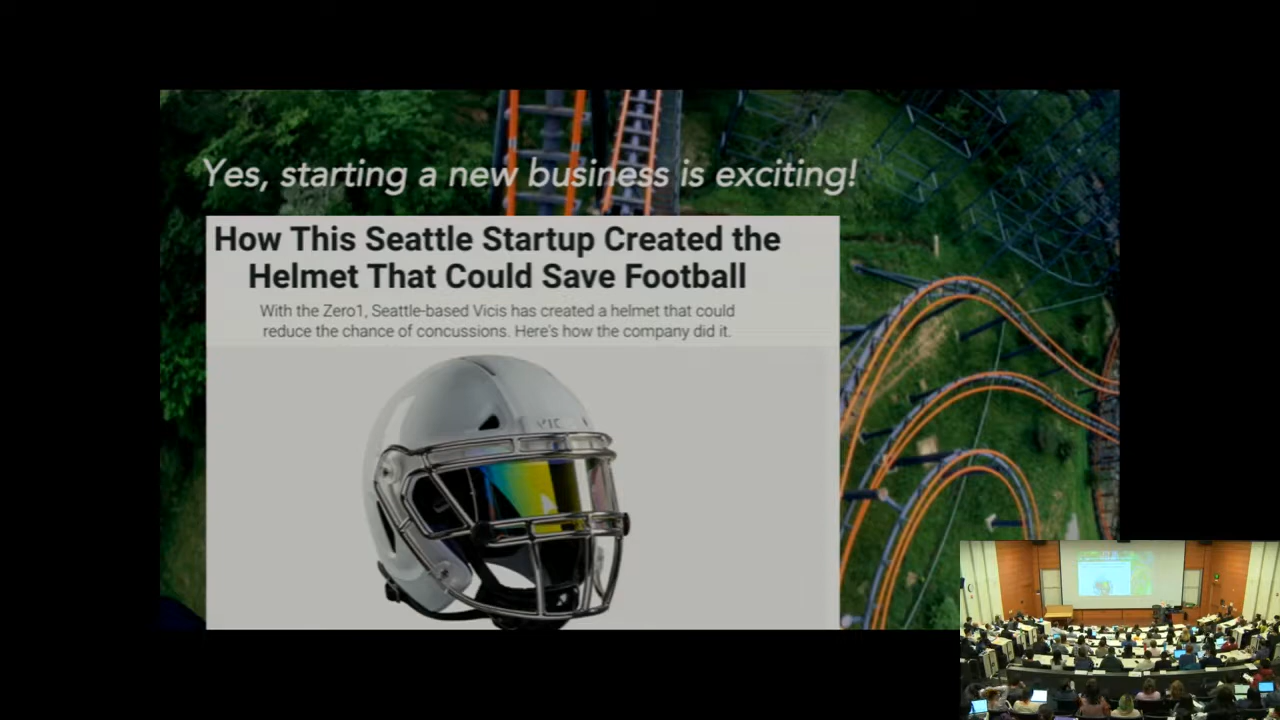 Yes, starting a new business is exciting!
How This Seattle Startup Created the
Helmet That Could Save Football
With the Zero1, Seattle-based Vicis has created a helmet that could
reduce the chance of concussions. Here's how the company did it.
VIC